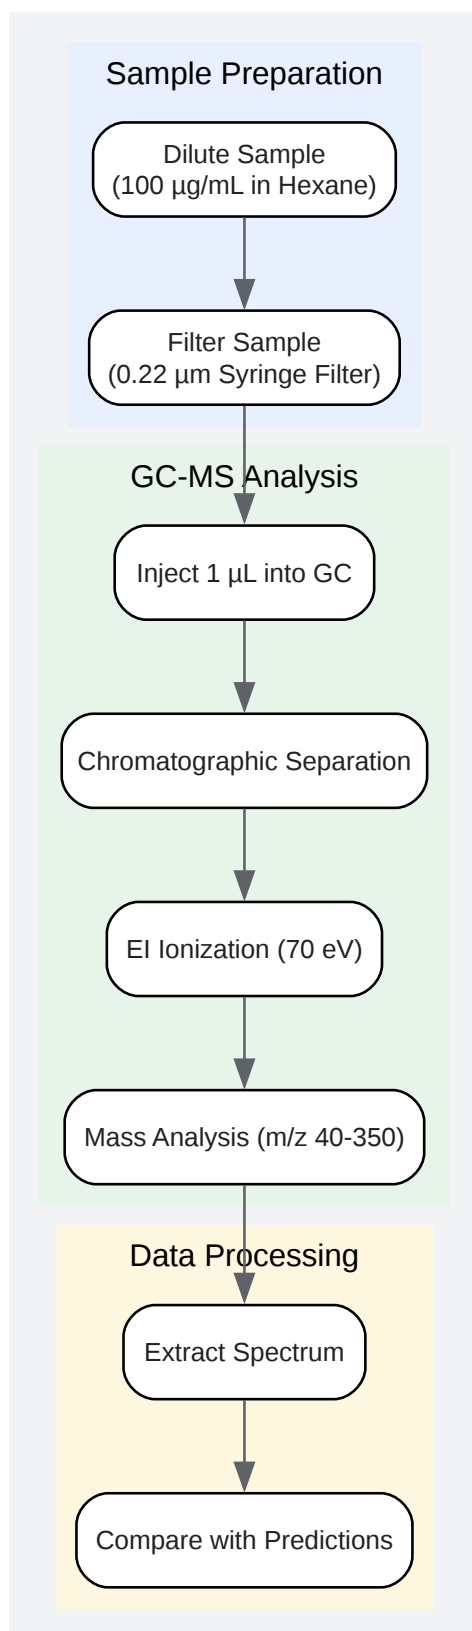 Sample Preparation
Dilute Sample
(100 µg/mL in Hexane)
Filter Sample
(0.22 µm Syringe Filter)
GC-MS Analysis
Inject 1 µL into GC
Chromatographic Separation
EI Ionization (70 eV)
Mass Analysis (m/z 40-350)
Data Processing
Extract Spectrum
Compare with Predictions